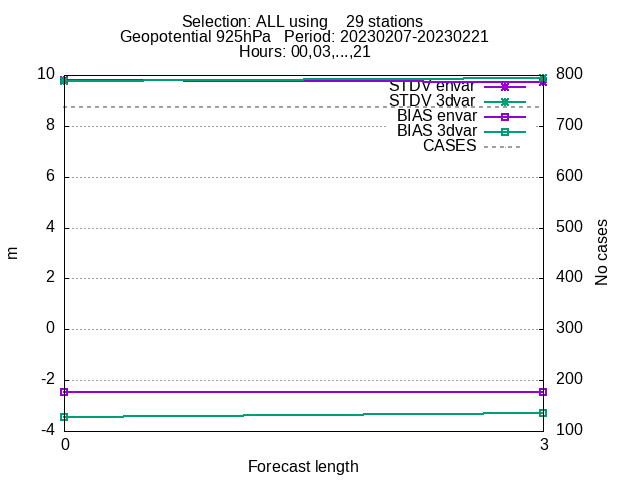 Selection: ALL using    29 stations
Geopotential 925hPa   Period: 20230207-20230221
Hours: 00,03,...,21
10
8
6
4
2
0
-2
-4
m
800
700
600
500
400
300
200
100
No cases
STDV envar
STDV 3dvar
BIAS envar
BIAS 3dvar
CASES
0
3
Forecast length